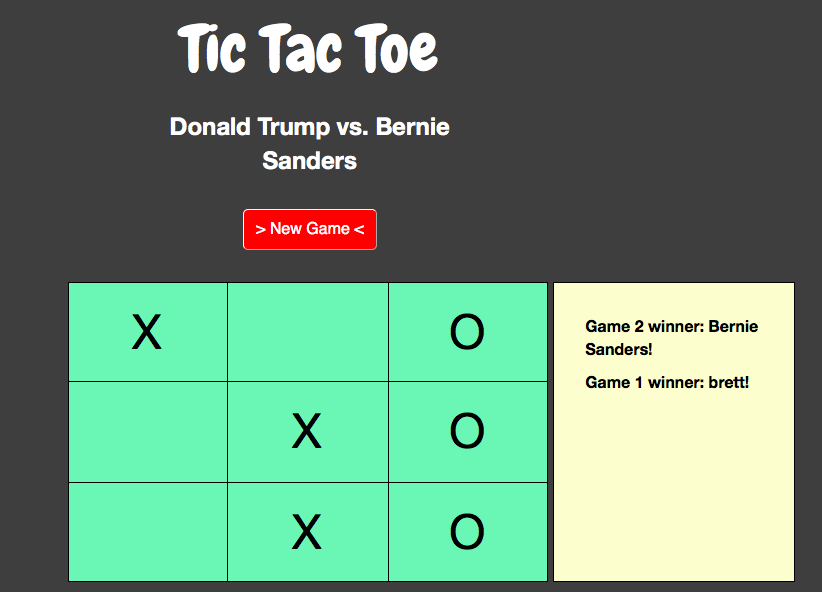 Tic Tac Toe
Donald Trump vs. Bernie
Sanders
> New Game <
X O
X O
X O
Game 2 winner: Bernie
Sanders!
Game 1 winner: brett!